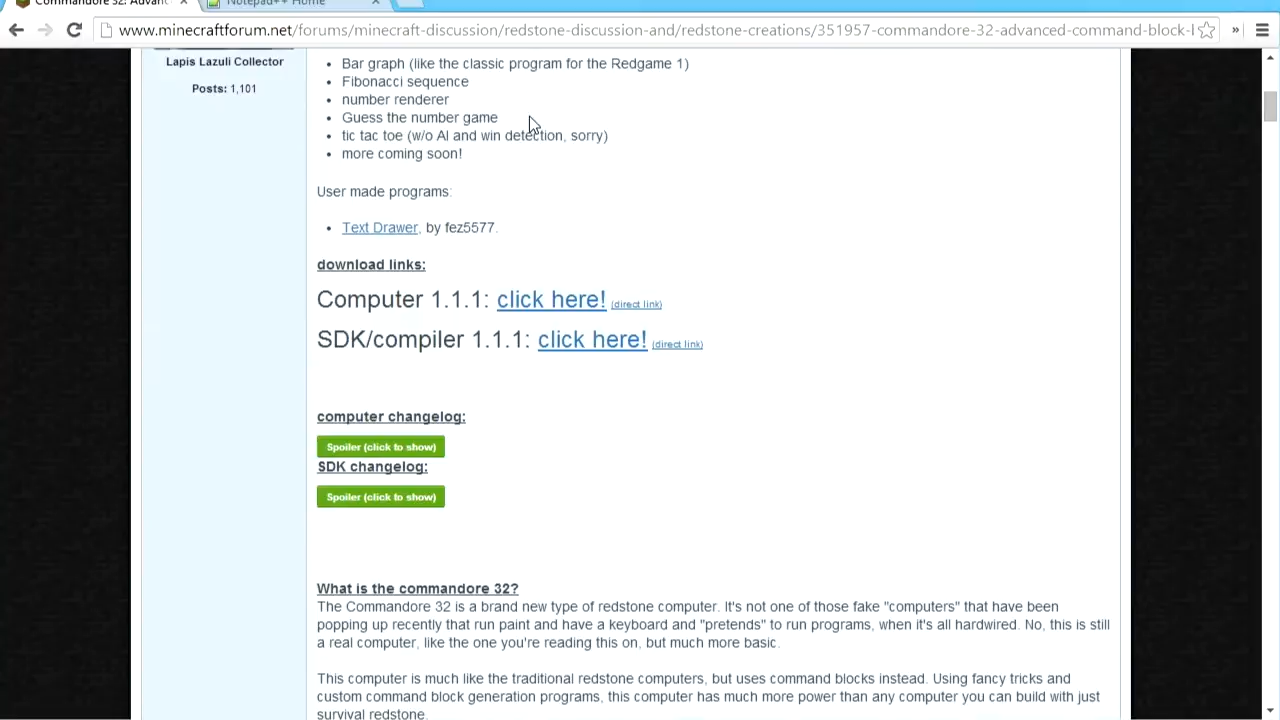 Commandore 32: Advanc
Notepad++ Home
www.minecraftforum.net/forums/minecraft-discussion/redstone-discussion-and/redstone-creations/351957-commandore-32-advanced-command-block-
Lapis Lazuli Collector
Posts: 1,101
Bar graph (like the classic program for the Redgame 1)
Fibonacci sequence
number renderer
Guess the number game
tic tac toe (w/o AI and win detection, sorry)
more coming soon!
User made programs:
Text Drawer, by fez5577.
download links:
Computer 1.1.1: click here! (direct link)
SDK/compiler 1.1.1: click here! (direct link)
computer changelog:
Spoiler (click to show)
SDK changelog:
Spoiler (click to show)
What is the commandore 32?
The Commandore 32 is a brand new type of redstone computer. It's not one of those fake "computers" that have been
popping up recently that run paint and have a keyboard and "pretends" to run programs, when it's all hardwired. No, this is still
a real computer, like the one you're reading this on, but much more basic.
This computer is much like the traditional redstone computers, but uses command blocks instead. Using fancy tricks and
custom command block generation programs, this computer has much more power than any computer you can build with just
survival redstone.